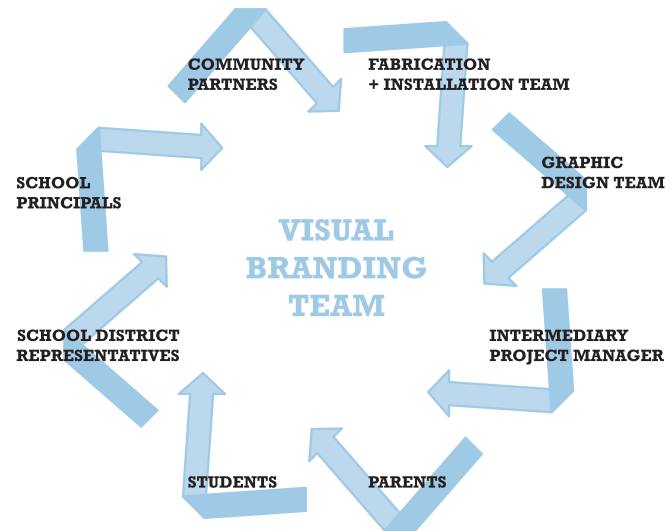 COMMUNITY
PARTNERS
FABRICATION
+ INSTALLATION TEAM
GRAPHIC
DESIGN TEAM
SCHOOL
PRINCIPALS
VISUAL
BRANDING
TEAM
SCHOOL DISTRICT
REPRESENTATIVES
INTERMEDIARY
PROJECT MANAGER
STUDENTS
PARENTS